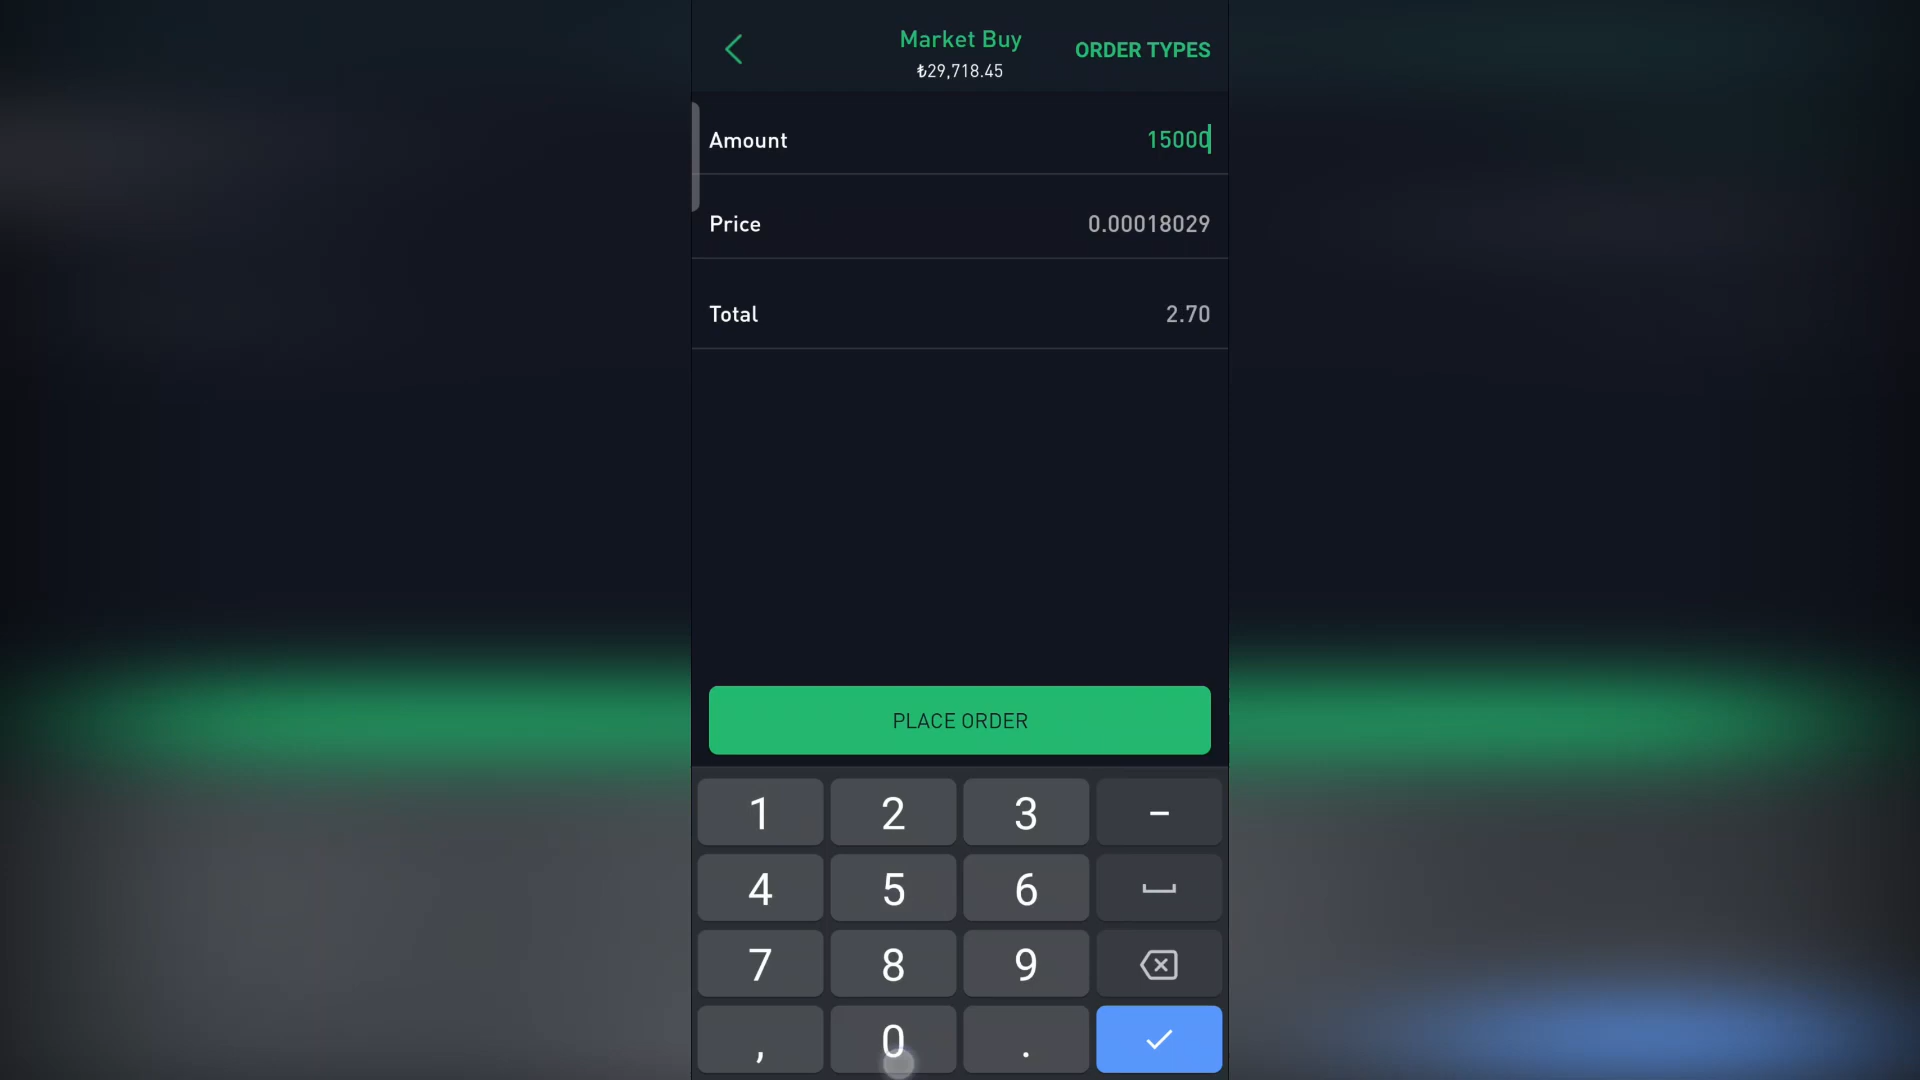 Market Buy
ORDER TYPES
₺29,718.45
Amount
15000
Price
0.00018029
Total
2.70
PLACE ORDER
1 2 3 -
4 5 6
7 8 9
, 0 .